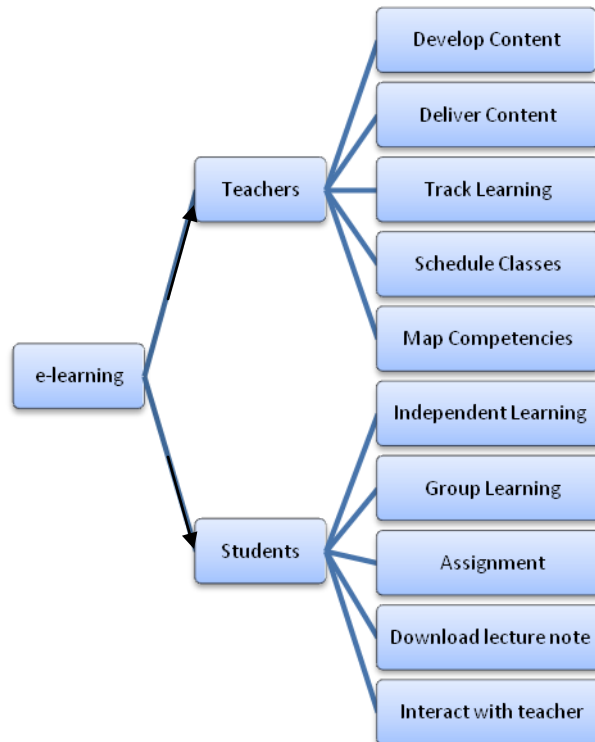 Develop Content
Deliver Content
Teachers
Track Learning
Schedule Classes
Map Competencies
e-learning
Independent Learning
Group Learning
Students
Assignment
Download lecture note
Interact with teacher